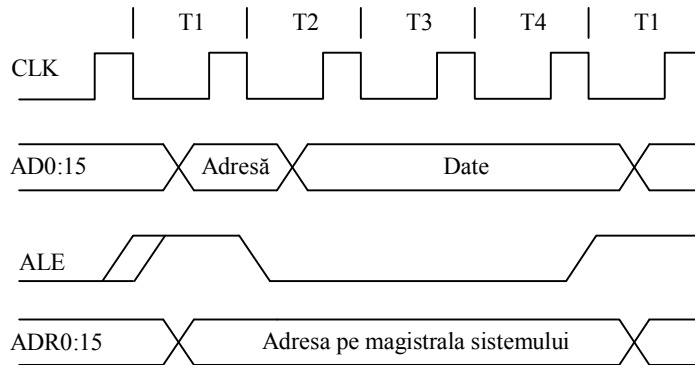 T1 T2 T3 T4 T1
CLK
AD0:15 Adresă Date
ALE
ADR0:15 Adresa pe magistrala sistemului